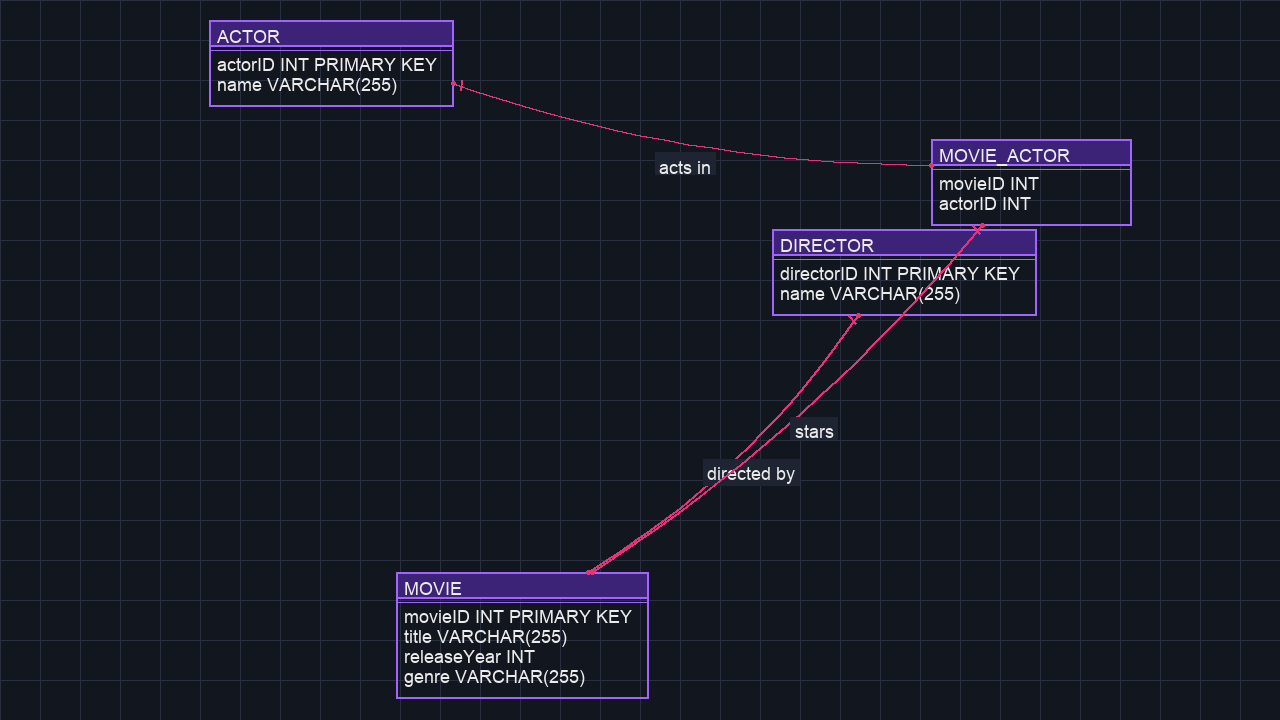 ACTOR
actorID INT PRIMARY KEY
name VARCHAR(255)
acts in
MOVIE_ACTOR
movieID INT
actorID INT
DIRECTOR
directorID INT PRIMARY KEY
name VARCHAR(255)
stars
directed by
MOVIE
movieID INT PRIMARY KEY
title VARCHAR(255)
releaseYear INT
genre VARCHAR(255)